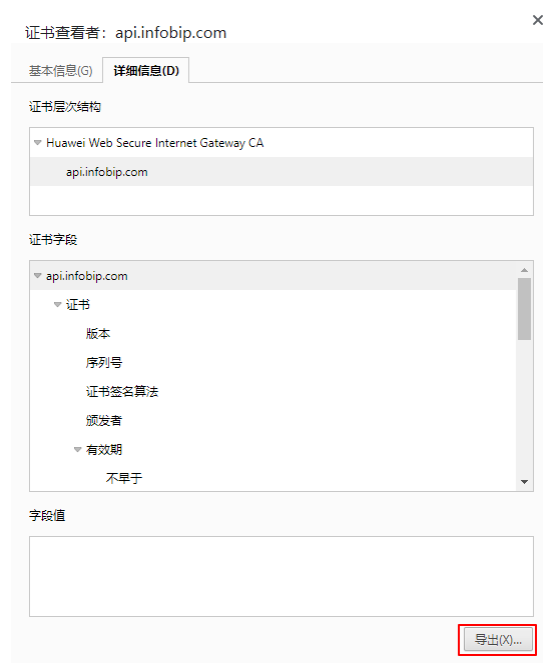 证书查看者：api.infobip.com
基本信息(G) 详细信息(D)
证书层次结构
Huawei Web Secure Internet Gateway CA
api.infobip.com
证书字段
api.infobip.com
证书
版本
序列号
证书签名算法
颁发者
有效期
不早于
字段值
导出(X)...